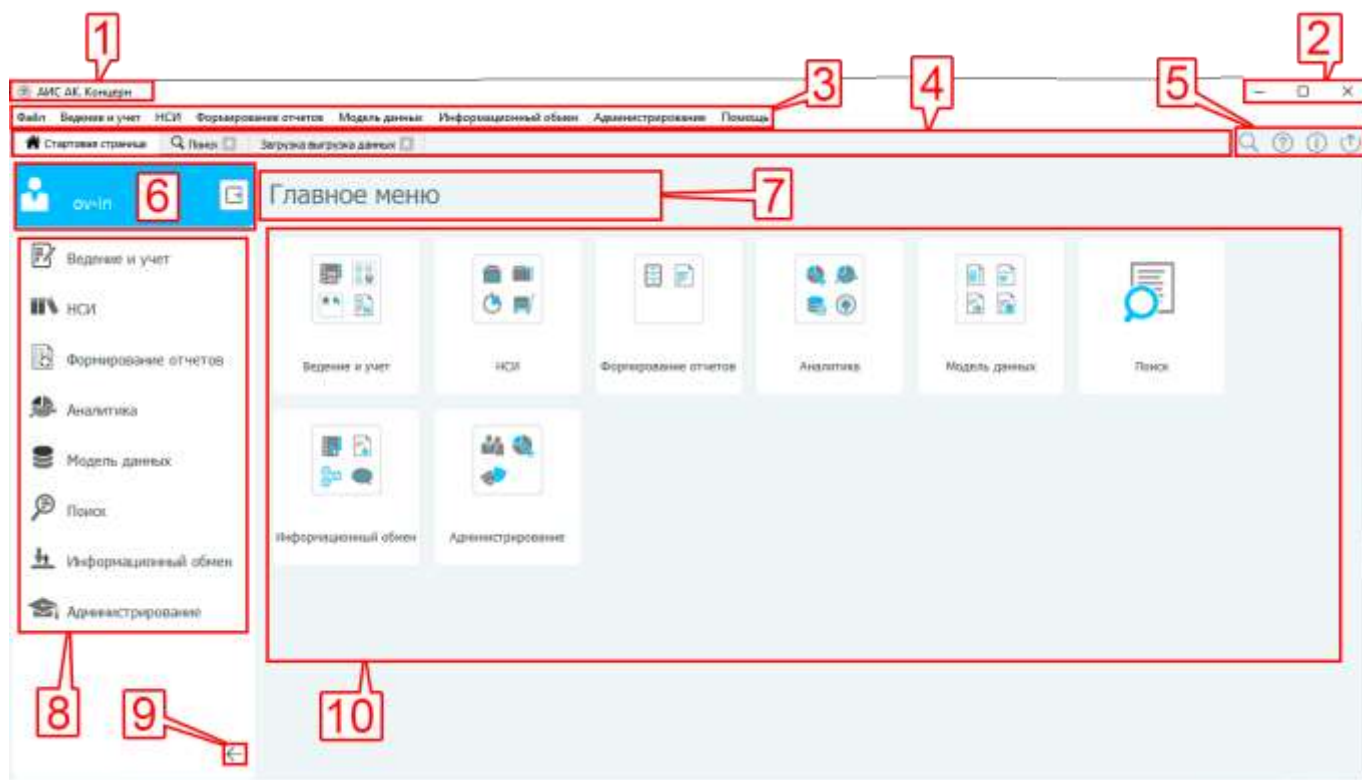 1
2
АИС АК. Концерн
3
4
5
Файл Ведение и учет НСИ Формирование отчетов Модель данных Информационный обмен Администрирование Помощь
Стартовая страница Поиск Загрузка выгрузка данных
6
ov-in
Главное меню
7
Ведение и учет
НСИ
Формирование отчетов
Аналитика
Модель данных
Поиск
Информационный обмен
Администрирование
Ведение и учет НСИ Формирование отчетов Аналитика Модель данных Поиск
Информационный обмен Администрирование
8
9
10